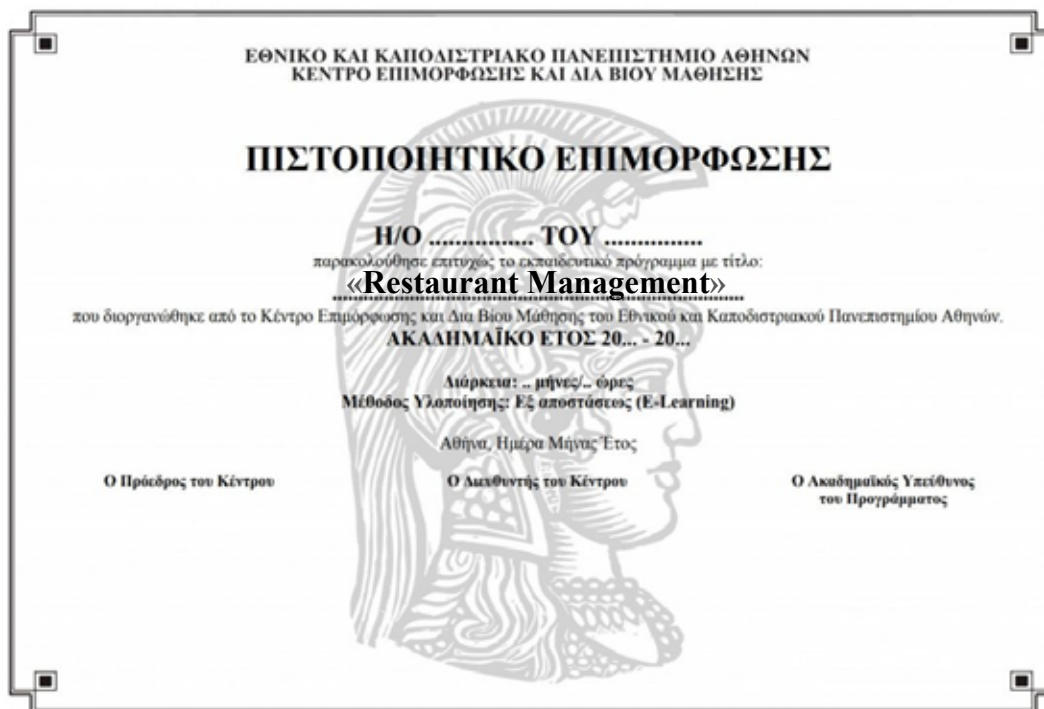 ΕΘΝΙΚΟ ΚΑΙ ΚΑΠΟΔΙΣΤΡΙΑΚΟ ΠΑΝΕΠΙΣΤΗΜΙΟ ΑΘΗΝΩΝ
ΚΕΝΤΡΟ ΕΠΙΜΟΡΦΩΣΗΣ ΚΑΙ ΔΙΑ ΒΙΟΥ ΜΑΘΗΣΗΣ
ΠΙΣΤΟΠΟΙΗΤΙΚΟ ΕΠΙΜΟΡΦΩΣΗΣ
Η/Ο ................ ΤΟΥ ...............
παρακολούθησε επιτυχώς το εκπαιδευτικό πρόγραμμα με τίτλο:
«Restaurant Management»
που διοργανώθηκε από το Κέντρο Επιμόρφωσης και Δια Βίου Μάθησης του Εθνικού και Καποδιστριακού Πανεπιστημίου Αθηνών.
ΑΚΑΔΗΜΑΪΚΟ ΕΤΟΣ 20... - 20...
Διάρκεια: .. μήνες/.. ώρες
Μέθοδος Υλοποίησης: Εξ αποστάσεως (E-Learning)
Αθήνα, Ημέρα Μήνας Έτος
Ο Πρόεδρος του Κέντρου
Ο Διευθυντής του Κέντρου
Ο Ακαδημαϊκός Υπεύθυνος
του Προγράμματος